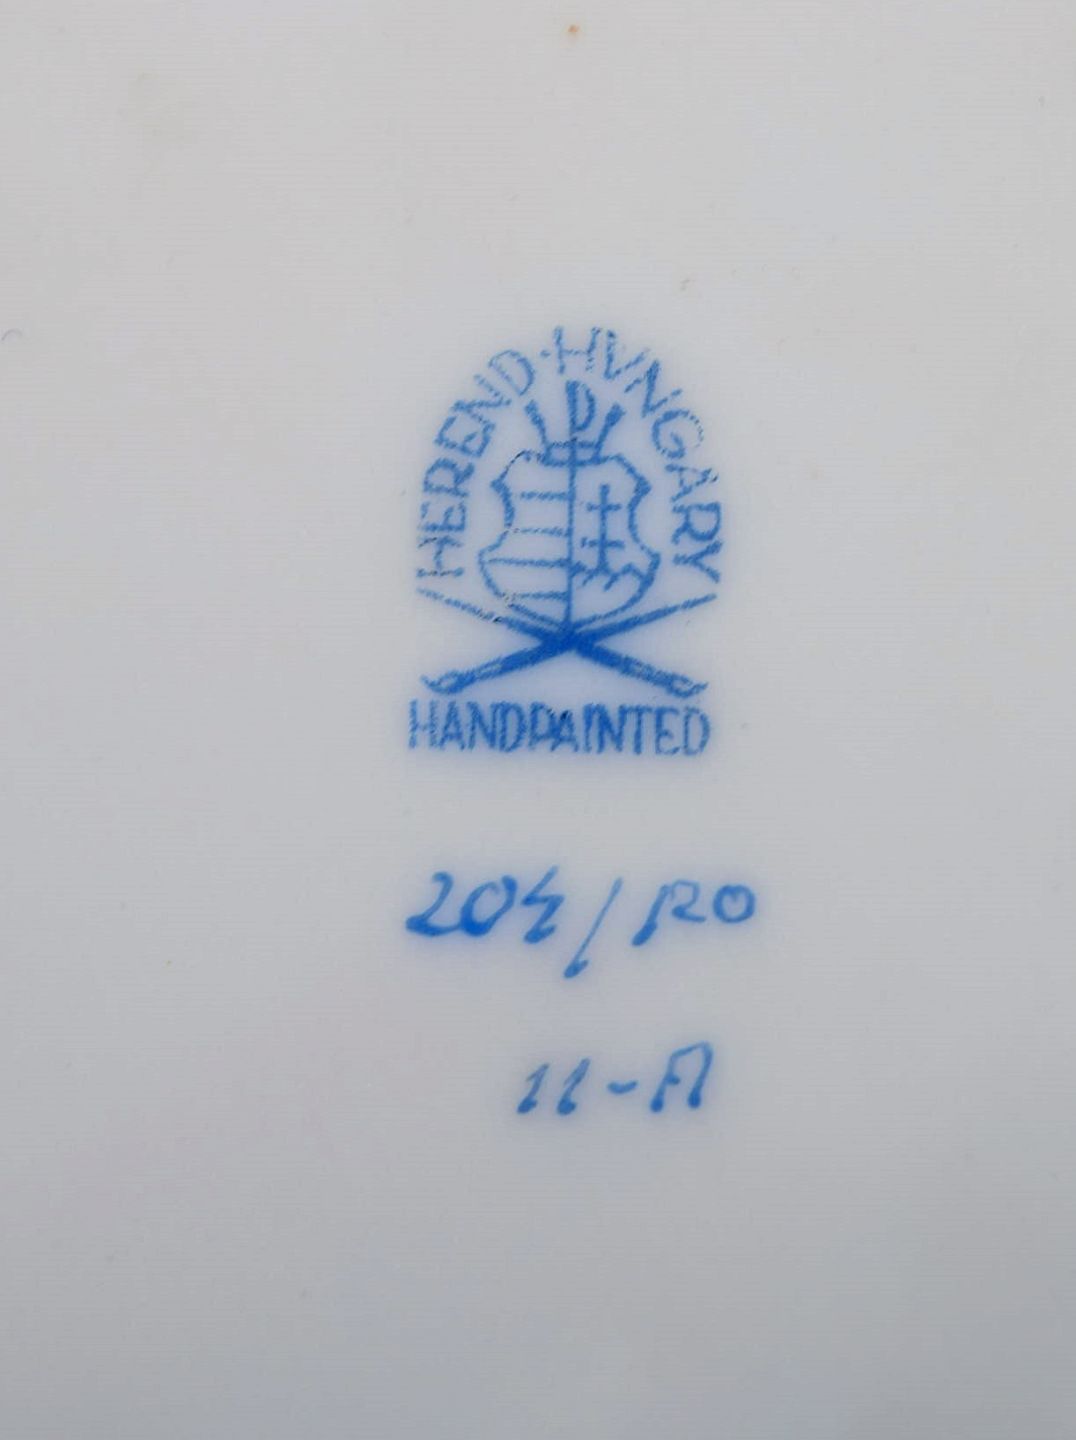 HEREND·HVNGARY
HANDPAINTED
204/RO
11-A